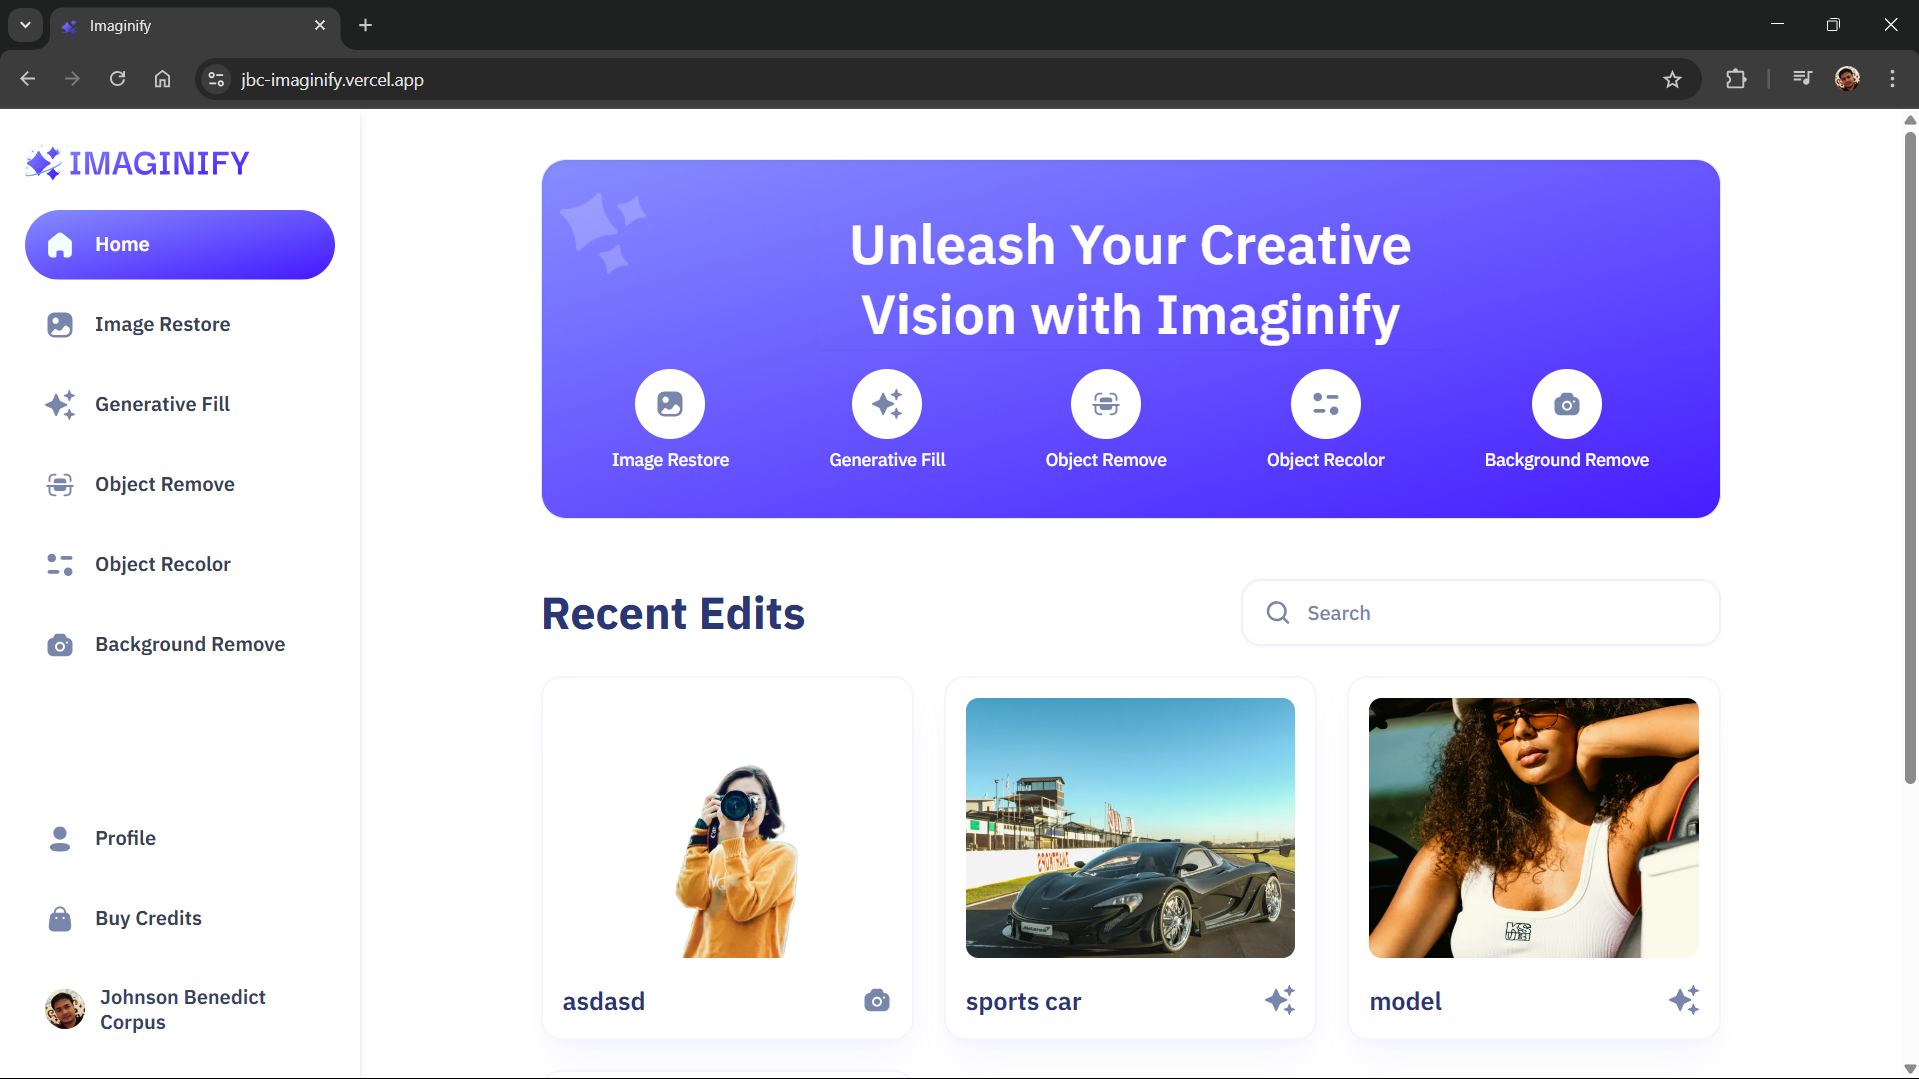 Imaginify
jbc-imaginify.vercel.app
IMAGINIFY
Home
Image Restore
Generative Fill
Object Remove
Object Recolor
Background Remove
Profile
Buy Credits
Johnson Benedict
Corpus
Unleash Your Creative
Vision with Imaginify
Image Restore
Generative Fill
Object Remove
Object Recolor
Background Remove
Recent Edits
Search
asdasd
sports car
model